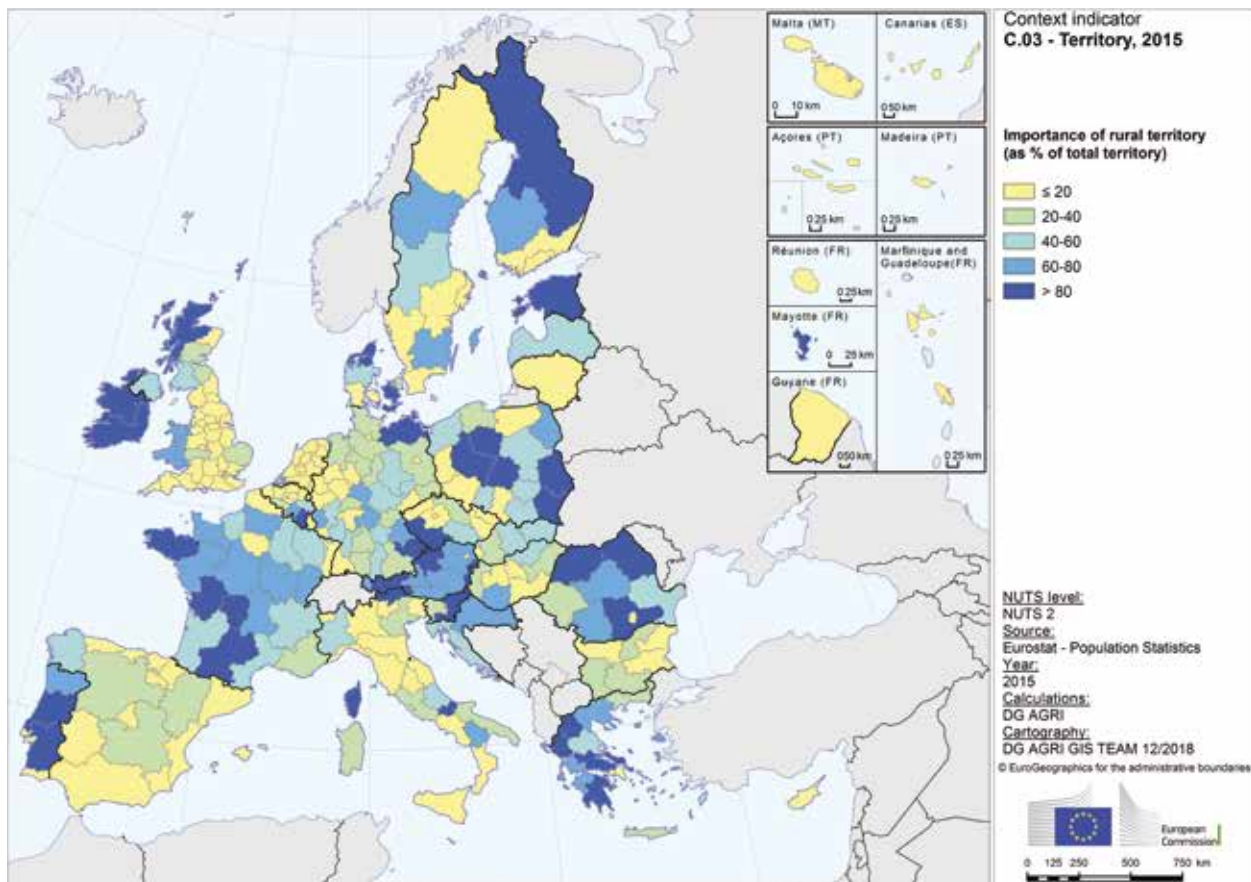 Malta (MT)
0 10 km
Canarias (ES)
0 50 km
Açores (PT)
0 25 km
Madeira (PT)
0 25 km
Réunion (FR)
0 25 km
Martinique and
Guadeloupe(FR)
0 25 km
Mayotte (FR)
0 25 km
Guyane (FR)
0 50 km
Context indicator
C.03 - Territory, 2015
Importance of rural territory
(as % of total territory)
≤ 20
20-40
40-60
60-80
> 80
NUTS level:
NUTS 2
Source:
Eurostat - Population Statistics
Year:
2015
Calculations:
DG AGRI
Cartography:
DG AGRI GIS TEAM 12/2018
© EuroGeographics for the administrative boundaries
European
Commission
0 125 250 500 750 km